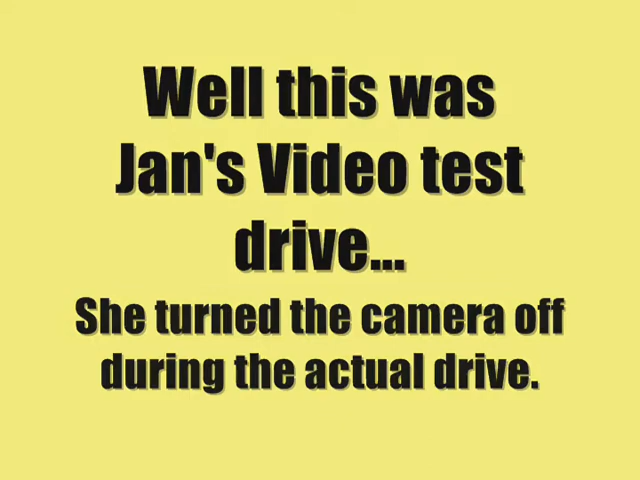 Well this was
Jan's Video test
drive...
She turned the camera off
during the actual drive.